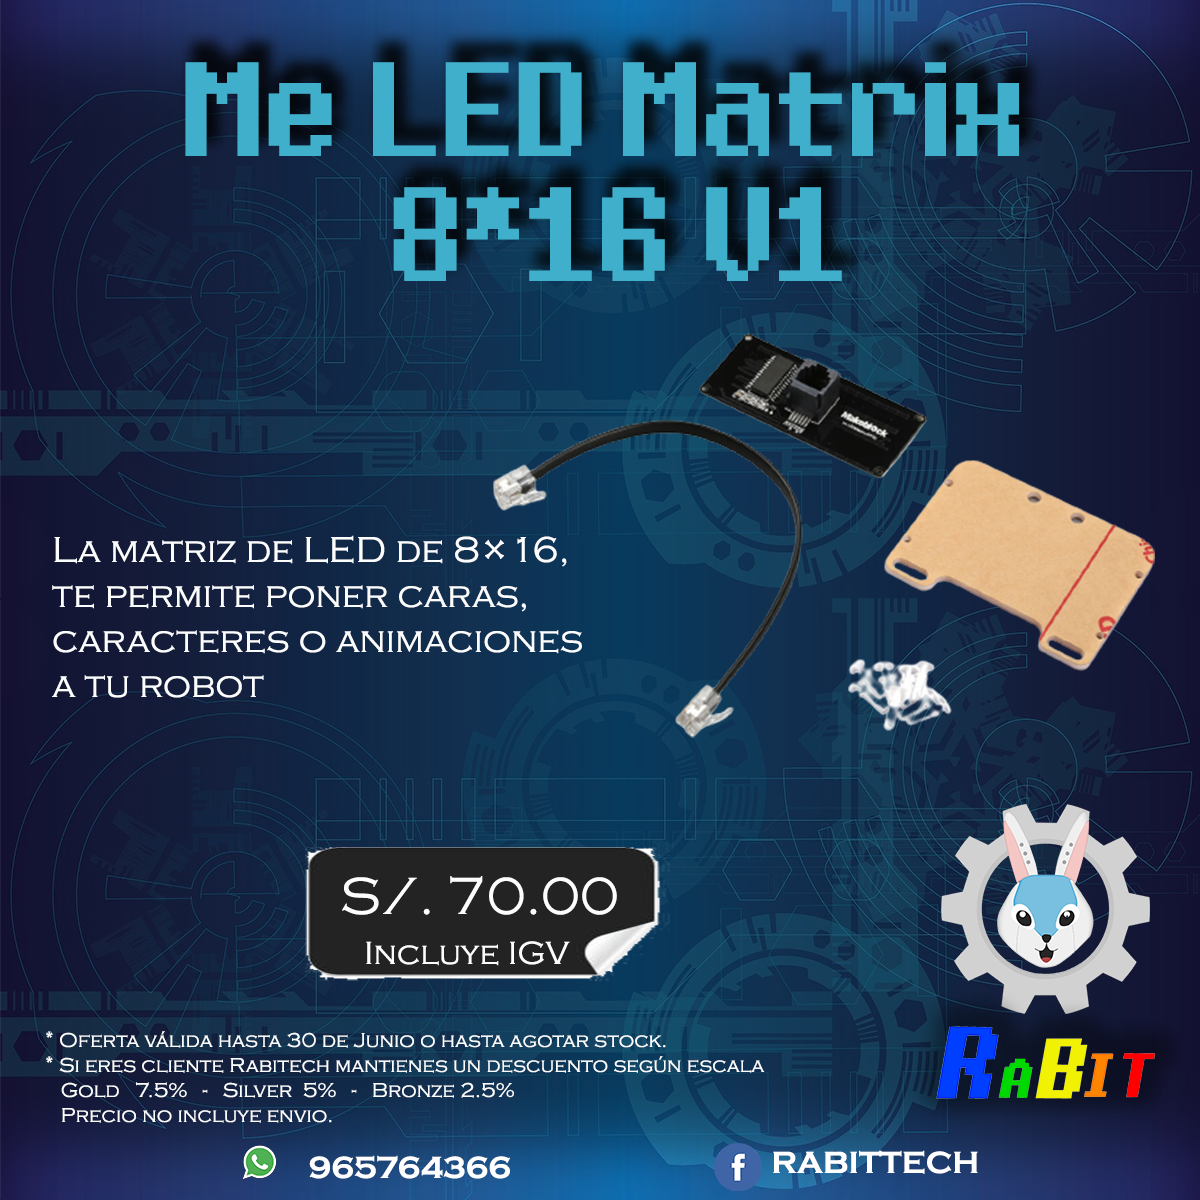 Me LED Matrix
8*16 V1
Makeblock
LA MATRIZ DE LED DE 8×16,
TE PERMITE PONER CARAS,
CARACTERES O ANIMACIONES
A TU ROBOT
S/. 70.00
INCLUYE IGV
* OFERTA VÁLIDA HASTA 30 DE JUNIO O HASTA AGOTAR STOCK.
* SI ERES CLIENTE RABITECH MANTIENES UN DESCUENTO SEGÚN ESCALA
GOLD 7.5% - SILVER 5% - BRONZE 2.5%
PRECIO NO INCLUYE ENVIO.
RABIT
965764366
f RABITTECH